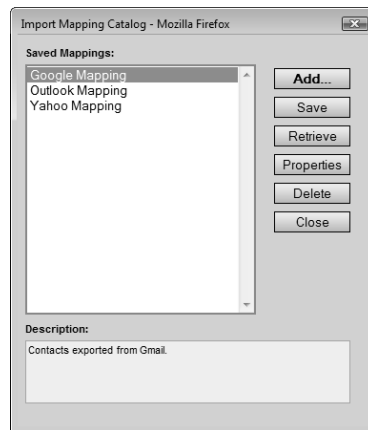 Import Mapping Catalog - Mozilla Firefox
Saved Mappings:
Google Mapping
Outlook Mapping
Yahoo Mapping
Add...
Save
Retrieve
Properties
Delete
Close
Description:
Contacts exported from Gmail.